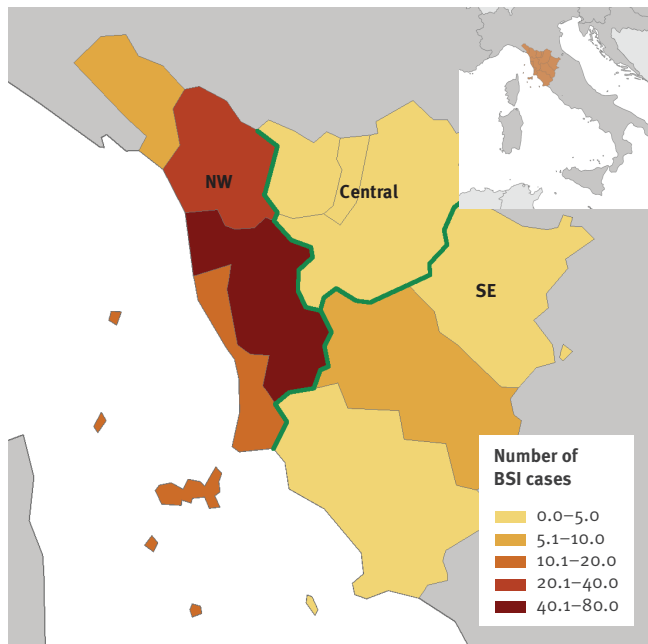 NW
Central
SE
Number of
BSI cases
0.0–5.0
5.1–10.0
10.1–20.0
20.1–40.0
40.1–80.0